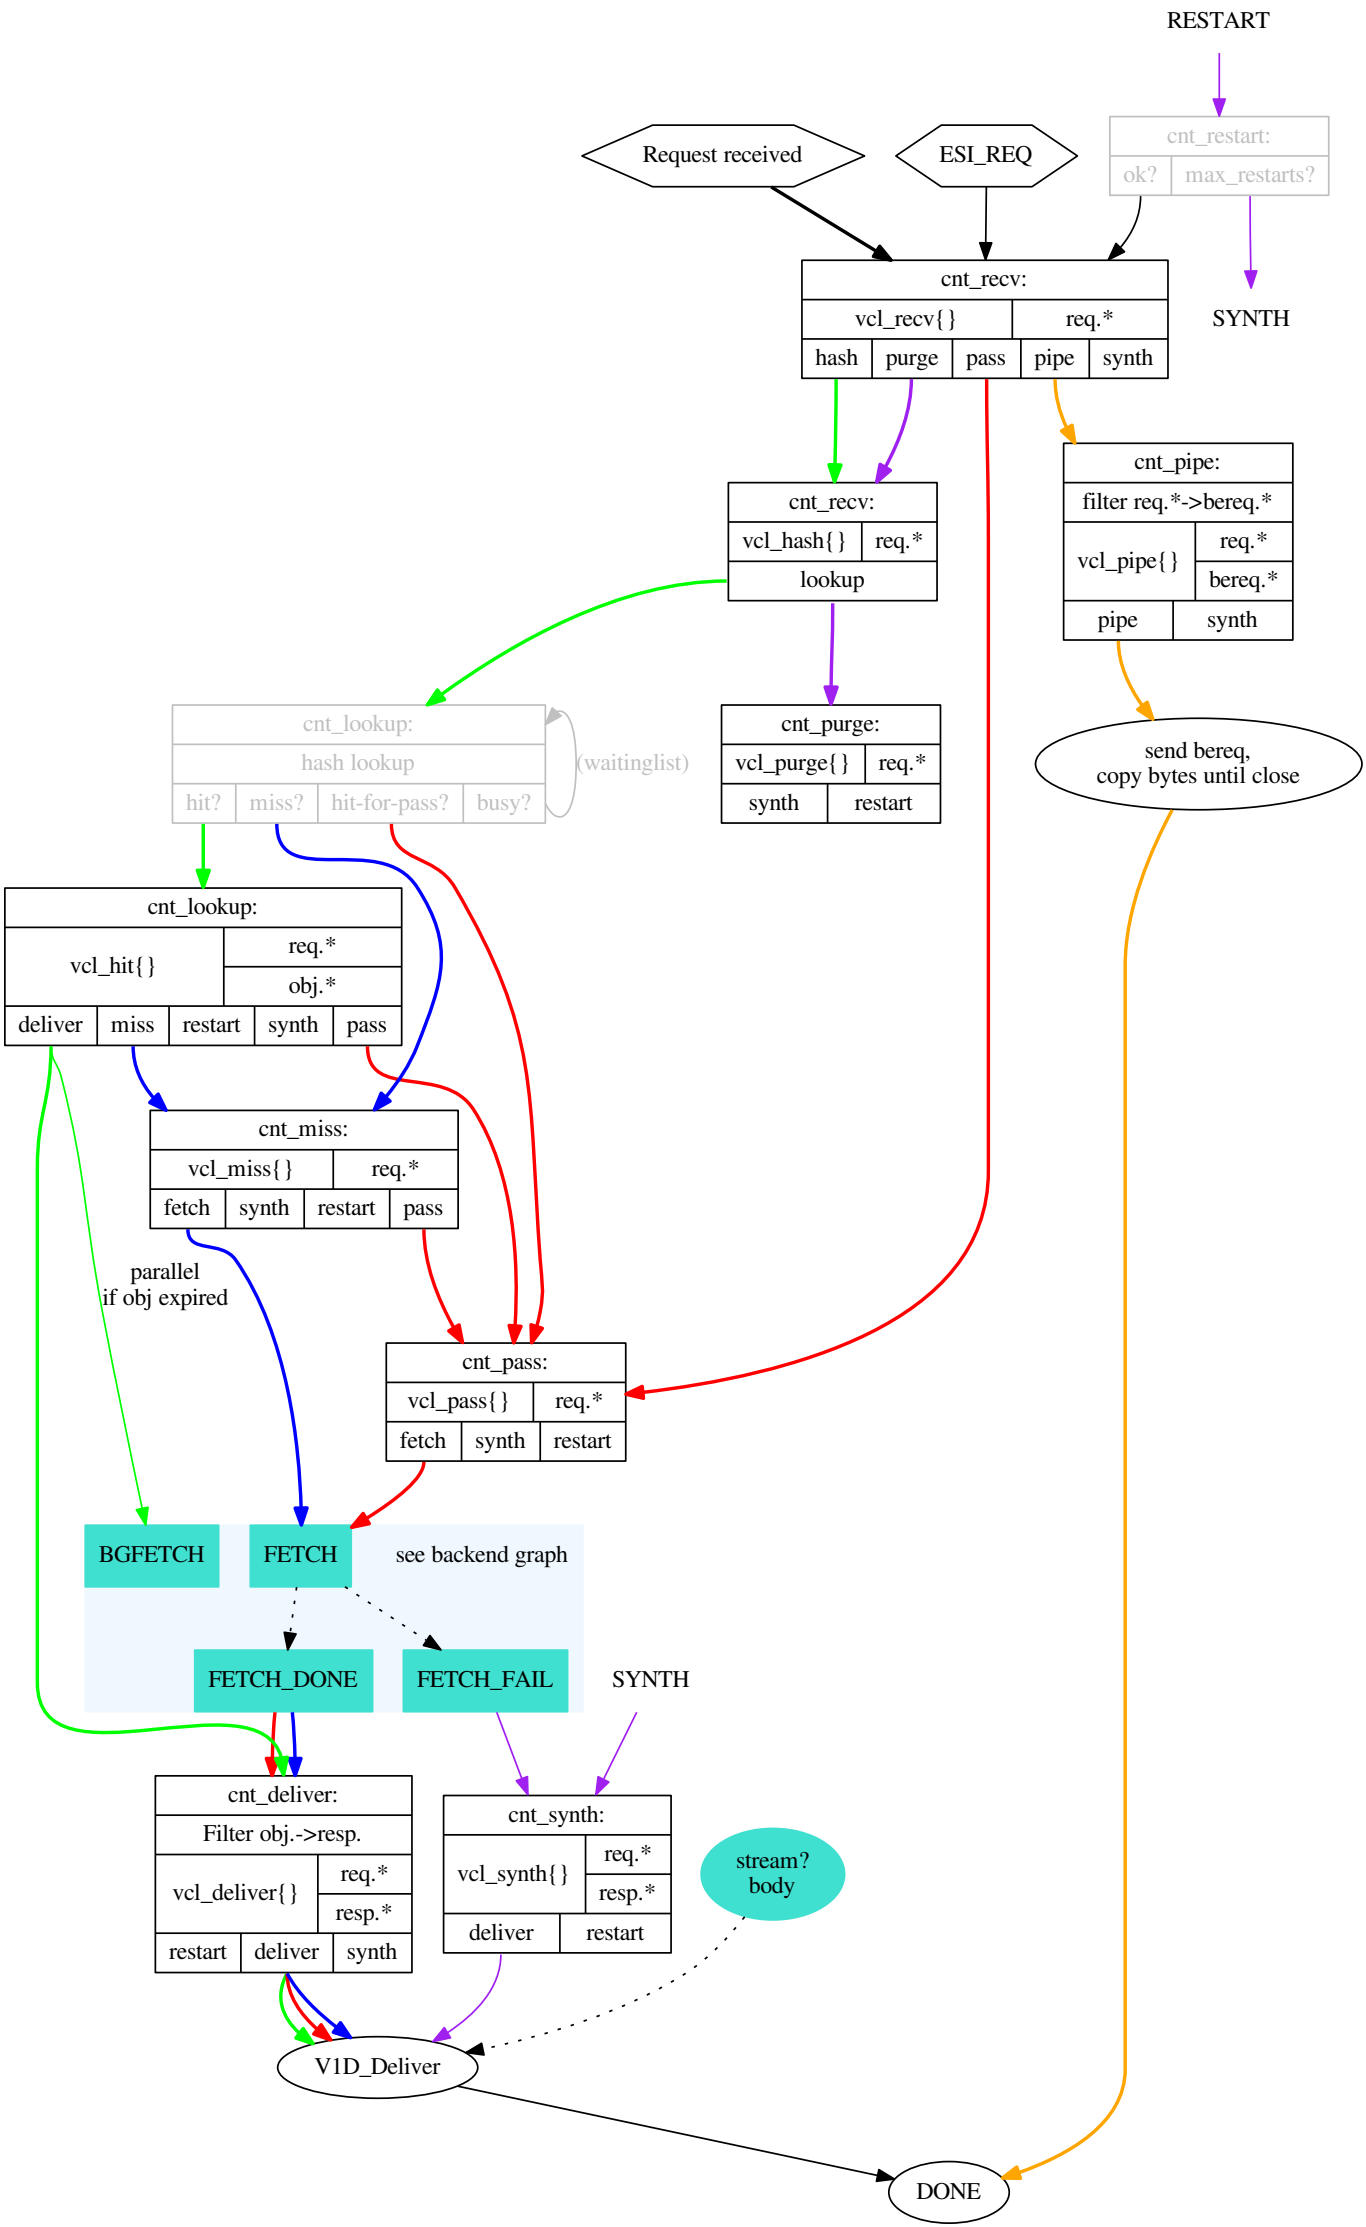 RESTART
cnt_restart:
ok? max_restarts?
Request received
ESI_REQ
cnt_recv:
vcl_recv{} req.*
hash purge pass pipe synth
SYNTH
cnt_recv:
vcl_hash{} req.*
lookup
cnt_pipe:
filter req.*->bereq.*
vcl_pipe{}
req.*
bereq.*
pipe synth
cnt_lookup:
hash lookup
hit? miss? hit-for-pass? busy?
(waitinglist)
cnt_purge:
vcl_purge{} req.*
synth restart
send bereq,
copy bytes until close
cnt_lookup:
vcl_hit{}
req.*
obj.*
deliver miss restart synth pass
cnt_miss:
vcl_miss{} req.*
fetch synth restart pass
parallel
if obj expired
cnt_pass:
vcl_pass{} req.*
fetch synth restart
BGFETCH
FETCH
see backend graph
FETCH_DONE
FETCH_FAIL
SYNTH
cnt_deliver:
Filter obj.->resp.
vcl_deliver{}
req.*
resp.*
restart deliver synth
cnt_synth:
vcl_synth{}
req.*
resp.*
deliver restart
stream?
body
V1D_Deliver
DONE